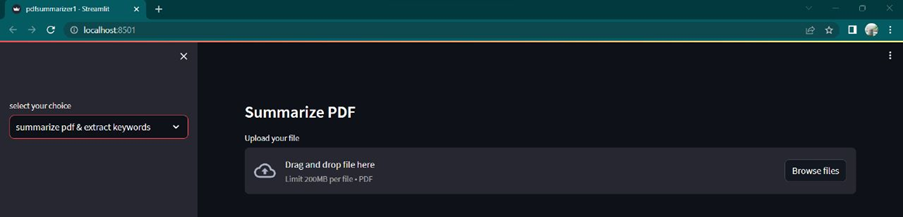 pdfsummarizer1 - Streamlit
localhost:8501
select your choice
summarize pdf & extract keywords
Summarize PDF
Upload your file
Drag and drop file here
Limit 200MB per file • PDF
Browse files